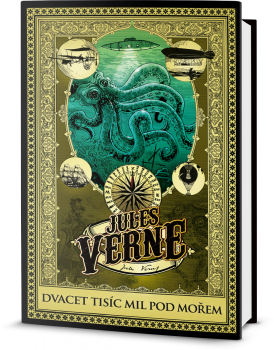 JULES
VERNE
Jules Verne
DVACET TISÍC MIL POD MOŘEM